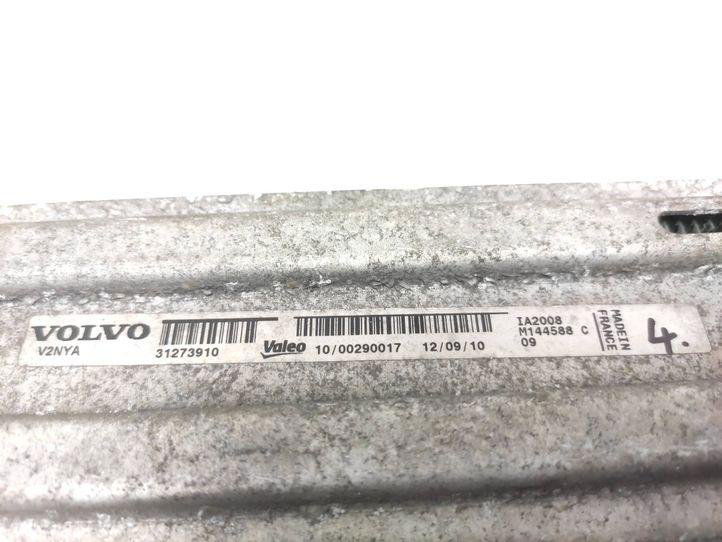 VOLVO
V2NYA
31273910
Valeo
10/00290017 12/09/10
IA2008
M144588 C
09
MADE IN
FRANCE
4.